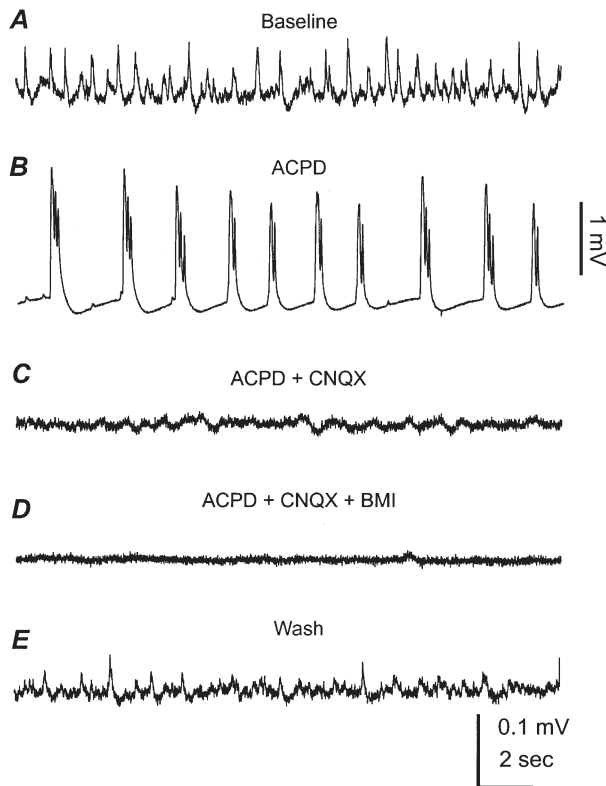 A
Baseline
B
ACPD
1 mV
C
ACPD + CNQX
D
ACPD + CNQX + BMI
E
Wash
0.1 mV
2 sec